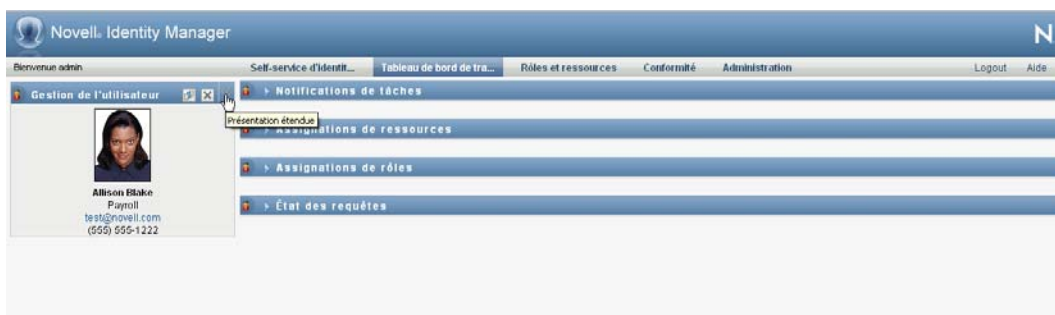 Novell® Identity Manager
N
Bienvenue admin
Self-service d'identit...
Tableau de bord de tra...
Rôles et ressources
Conformité
Administration
Logout
Aide
Gestion de l'utilisateur
Notifications de tâches
Présentation étendue
Assignations de ressources
Assignations de rôles
État des requêtes
Allison Blake
Payroll
test@novell.com
(555) 555-1222